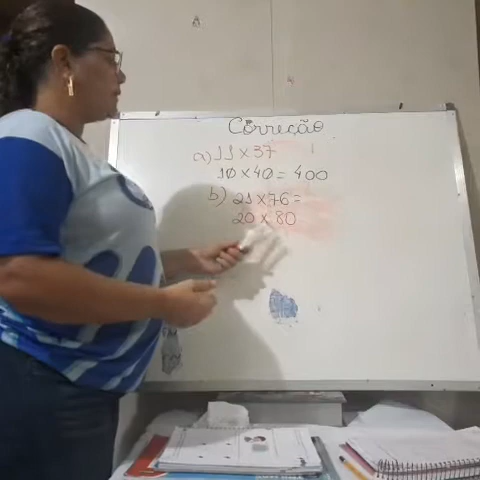 Correção
a) 11 x 37
10 x 40 = 400
b) 21 x 76 =
20 x 80